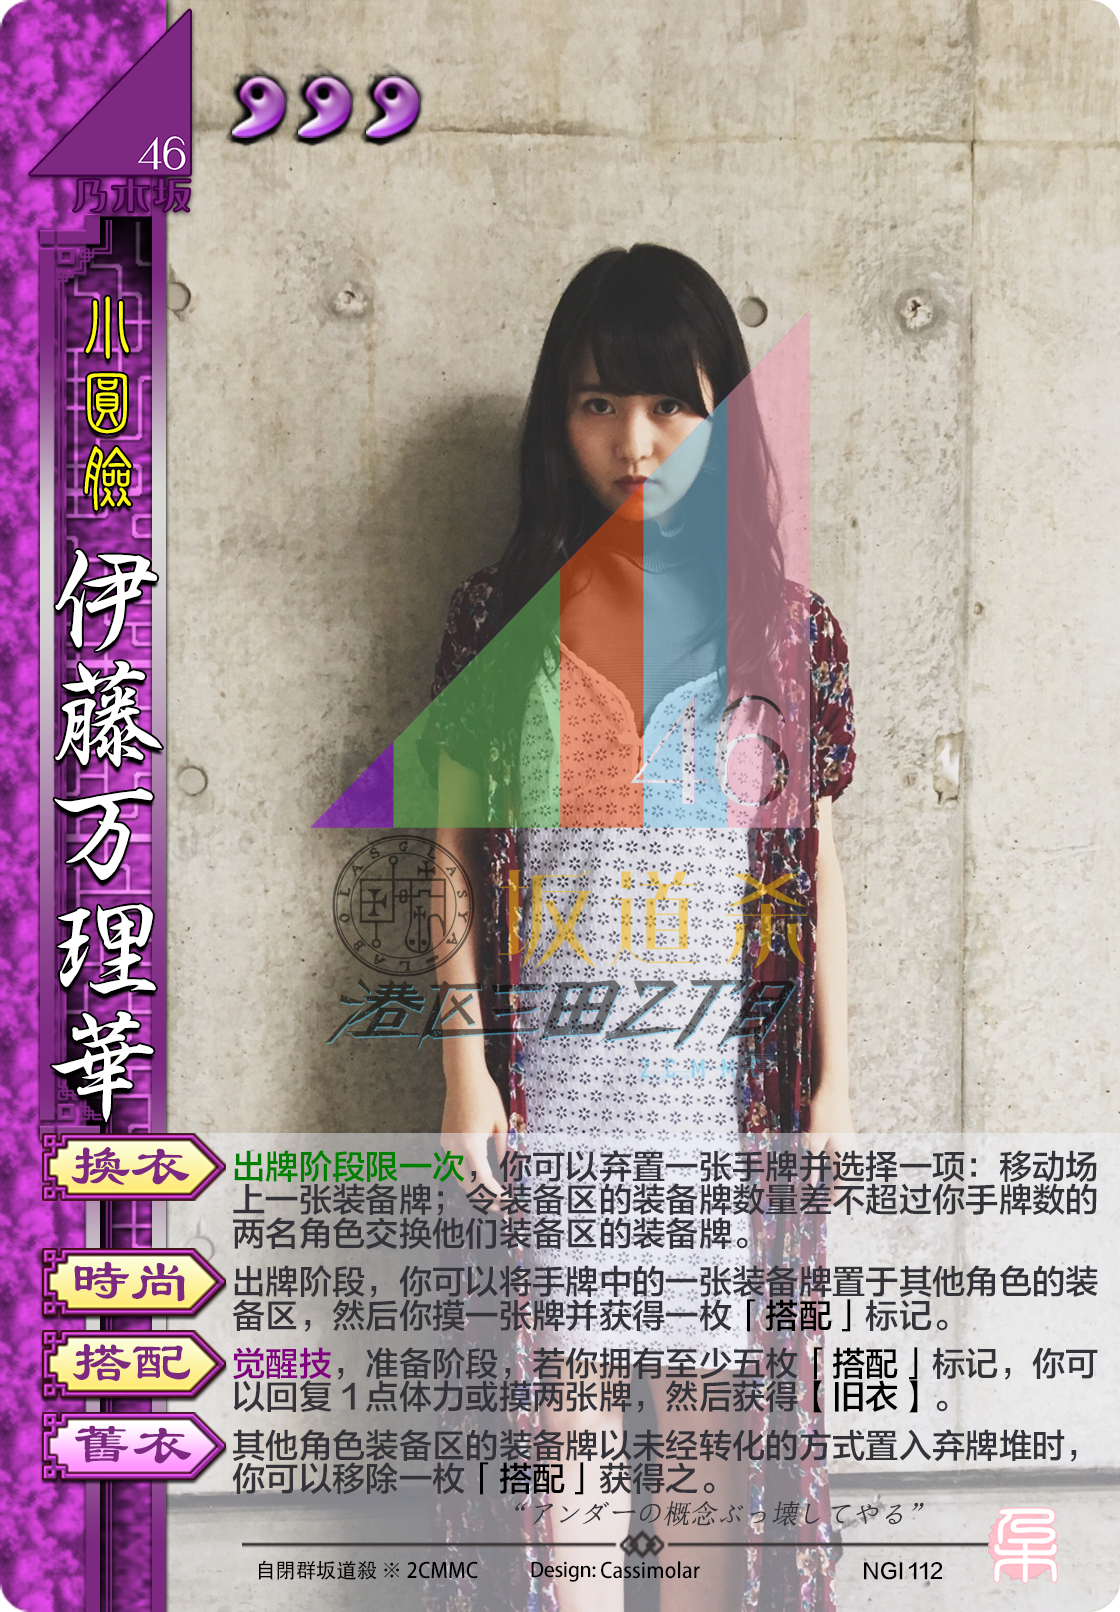 46
乃木坂
小圓臉
伊藤万理華
46
坂道杀
港区三田ZTB
換衣
出牌阶段限一次，你可以弃置一张手牌并选择一项：移动场
上一张装备牌；令装备区的装备牌数量差不超过你手牌数的
两名角色交换他们装备区的装备牌。
時尚
出牌阶段，你可以将手牌中的一张装备牌置于其他角色的装
备区，然后你摸一张牌并获得一枚「搭配」标记。
搭配
觉醒技，准备阶段，若你拥有至少五枚「搭配」标记，你可
以回复1点体力或摸两张牌，然后获得【旧衣】。
舊衣
其他角色装备区的装备牌以未经转化的方式置入弃牌堆时，
你可以移除一枚「搭配」获得之。
“アンダーの概念ぶっ壊してやる”
自閉群坂道殺 ※ 2CMMC Design: Cassimolar NGI 112